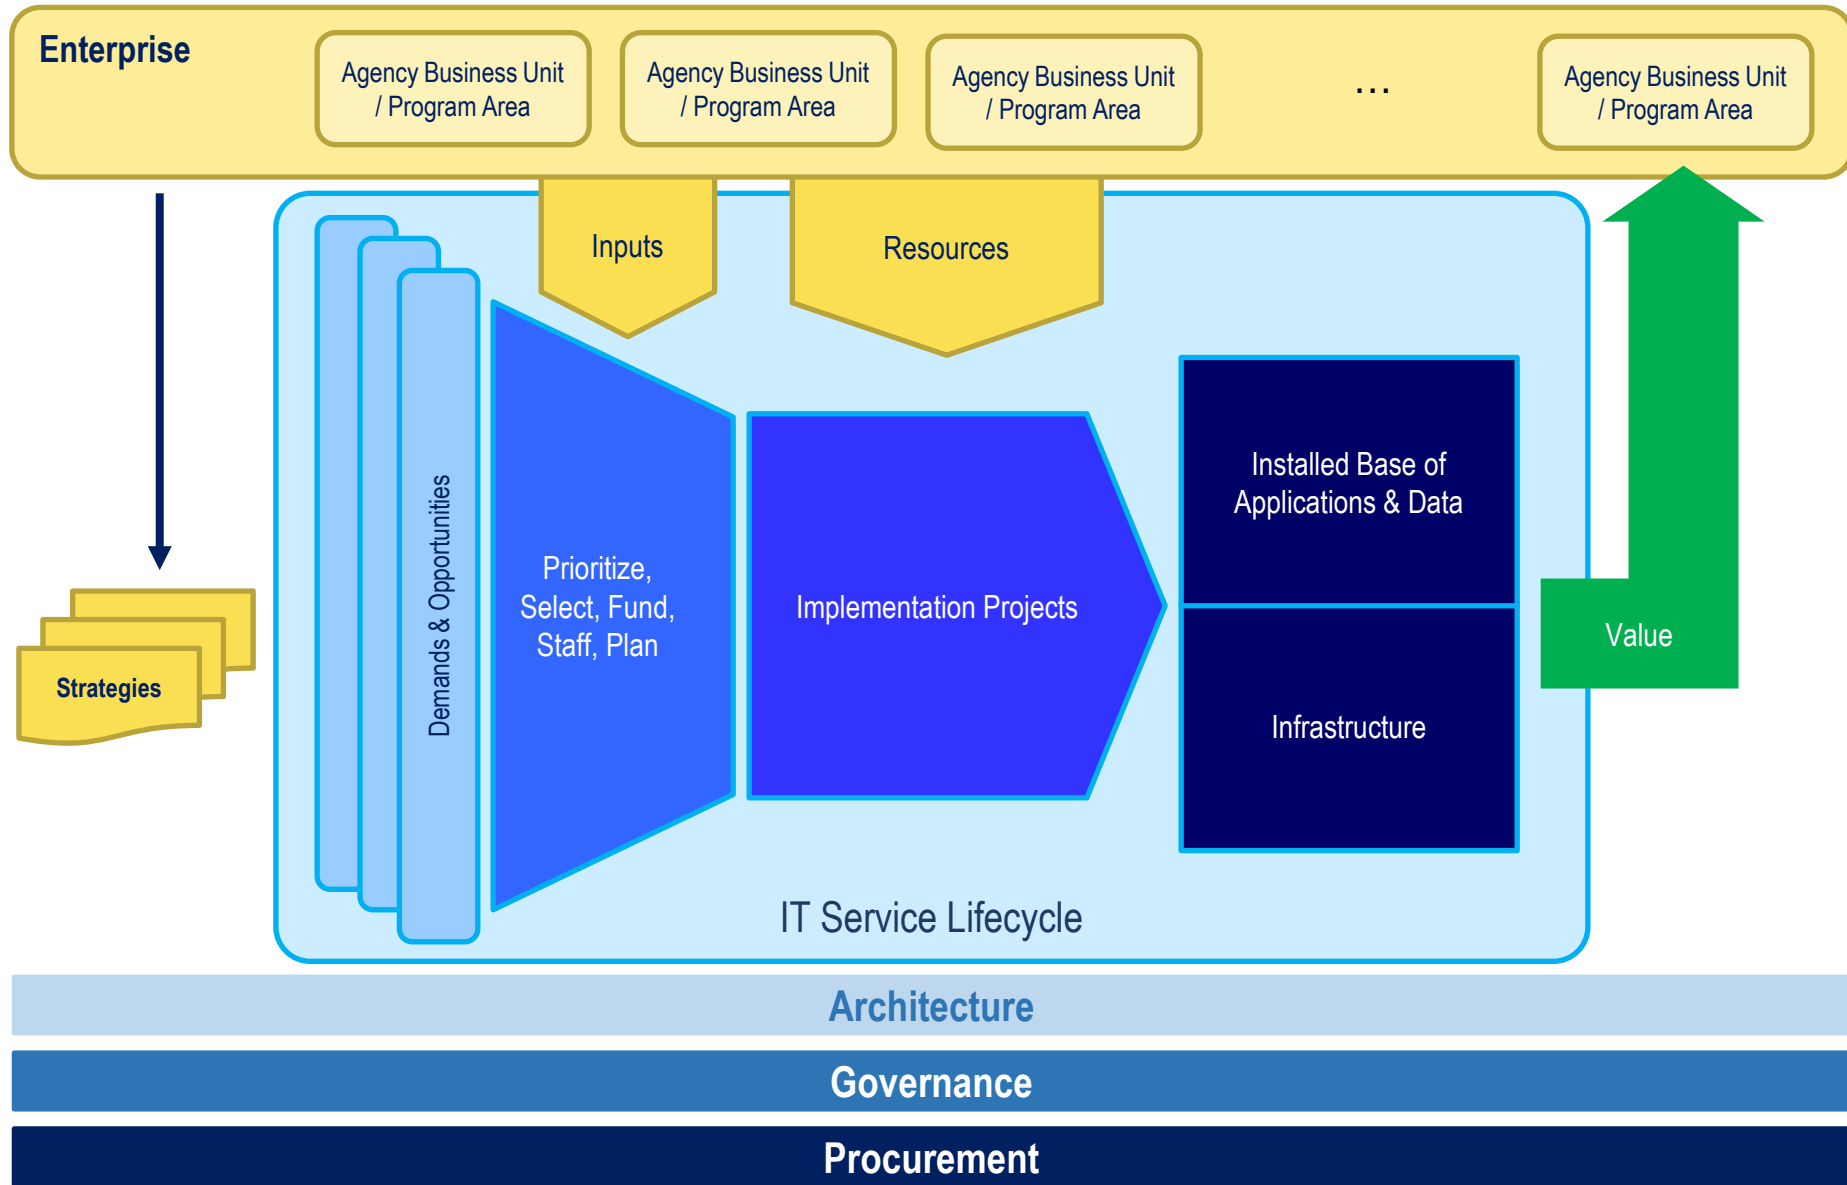 Enterprise
Agency Business Unit
/ Program Area
Agency Business Unit
/ Program Area
Agency Business Unit
/ Program Area
...
Agency Business Unit
/ Program Area
Inputs
Resources
Strategies
Demands & Opportunities
Prioritize,
Select, Fund,
Staff, Plan
Implementation Projects
Installed Base of
Applications & Data
Infrastructure
Value
IT Service Lifecycle
Architecture
Governance
Procurement